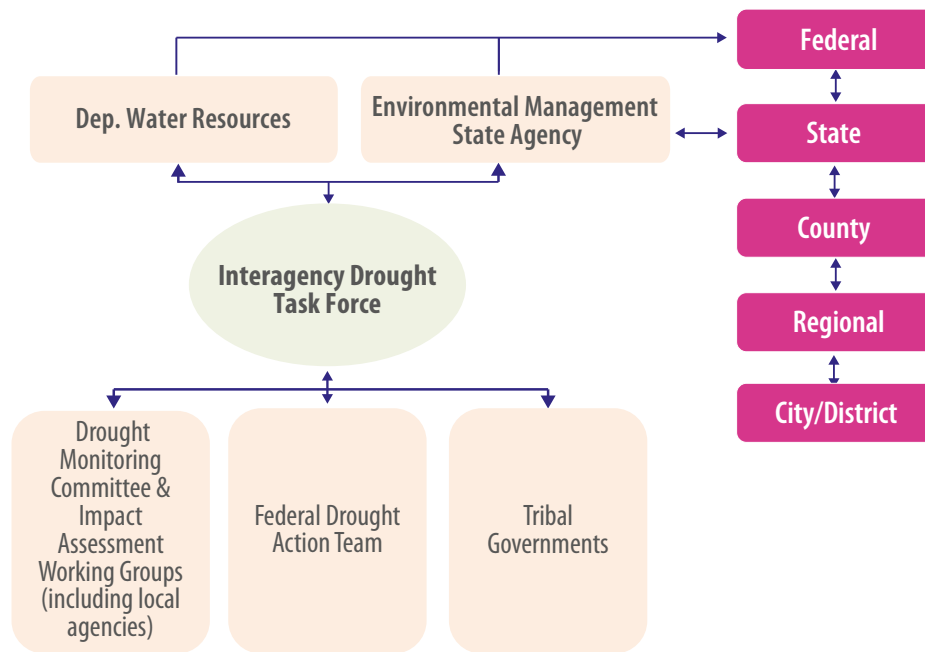 Federal
Dep. Water Resources
Environmental Management
State Agency
State
County
Interagency Drought
Task Force
Regional
City/District
Drought
Monitoring
Committee &
Impact
Assessment
Working Groups
(including local
agencies)
Federal Drought
Action Team
Tribal
Governments